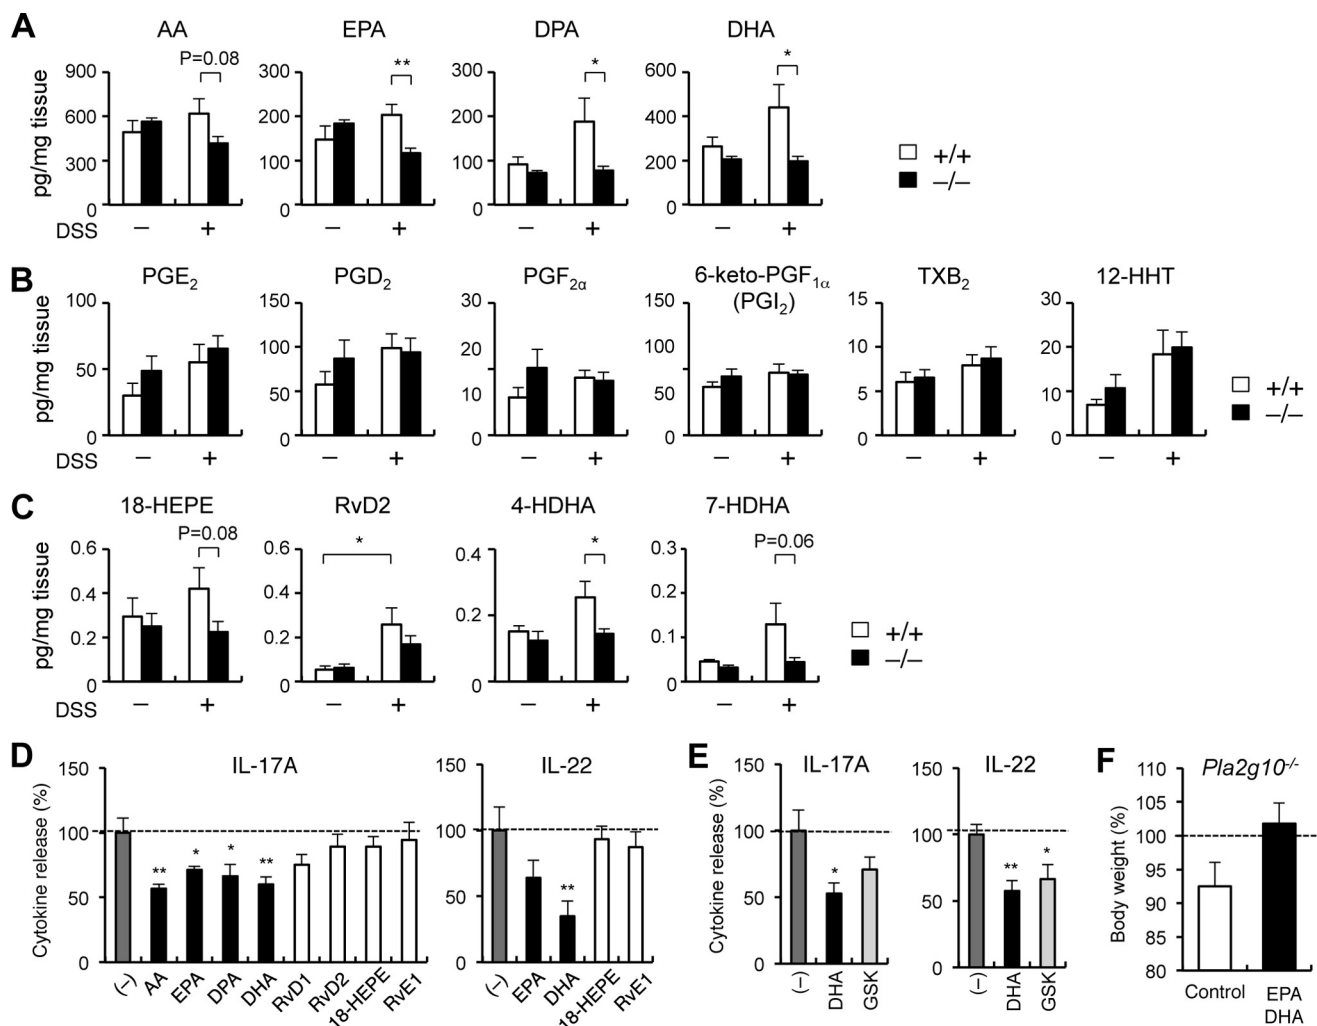 A
AA
EPA
DPA
DHA
P=0.08
**
*
*
pg/mg tissue
900
600
300
0
300
200
100
0
300
200
100
0
600
400
200
0
+/+
–/–
DSS
–
+
–
+
–
+
–
+
B
PGE2
PGD2
PGF2α
6-keto-PGF1α
(PGI2)
TXB2
12-HHT
pg/mg tissue
100
50
0
150
100
50
0
30
20
10
0
150
100
50
0
15
10
5
0
30
20
10
0
+/+
–/–
DSS
–
+
–
+
–
+
–
+
–
+
–
+
C
18-HEPE
RvD2
4-HDHA
7-HDHA
P=0.08
*
*
P=0.06
pg/mg tissue
0.6
0.4
0.2
0
0.6
0.4
0.2
0
0.4
0.2
0
0.3
0.2
0.1
0
+/+
–/–
DSS
–
+
–
+
–
+
–
+
D
IL-17A
Cytokine release (%)
150
100
50
0
**
*
*
**
(–)
AA
EPA
DPA
DHA
RvD1
RvD2
18-HEPE
RvE1
IL-22
150
100
50
0
**
(–)
EPA
DHA
18-HEPE
RvE1
E
IL-17A
Cytokine release (%)
150
100
50
0
*
(–)
DHA
GSK
IL-22
150
100
50
0
**
*
(–)
DHA
GSK
F
Pla2g10-/-
Body weight (%)
110
105
100
95
90
85
80
Control
EPA
DHA